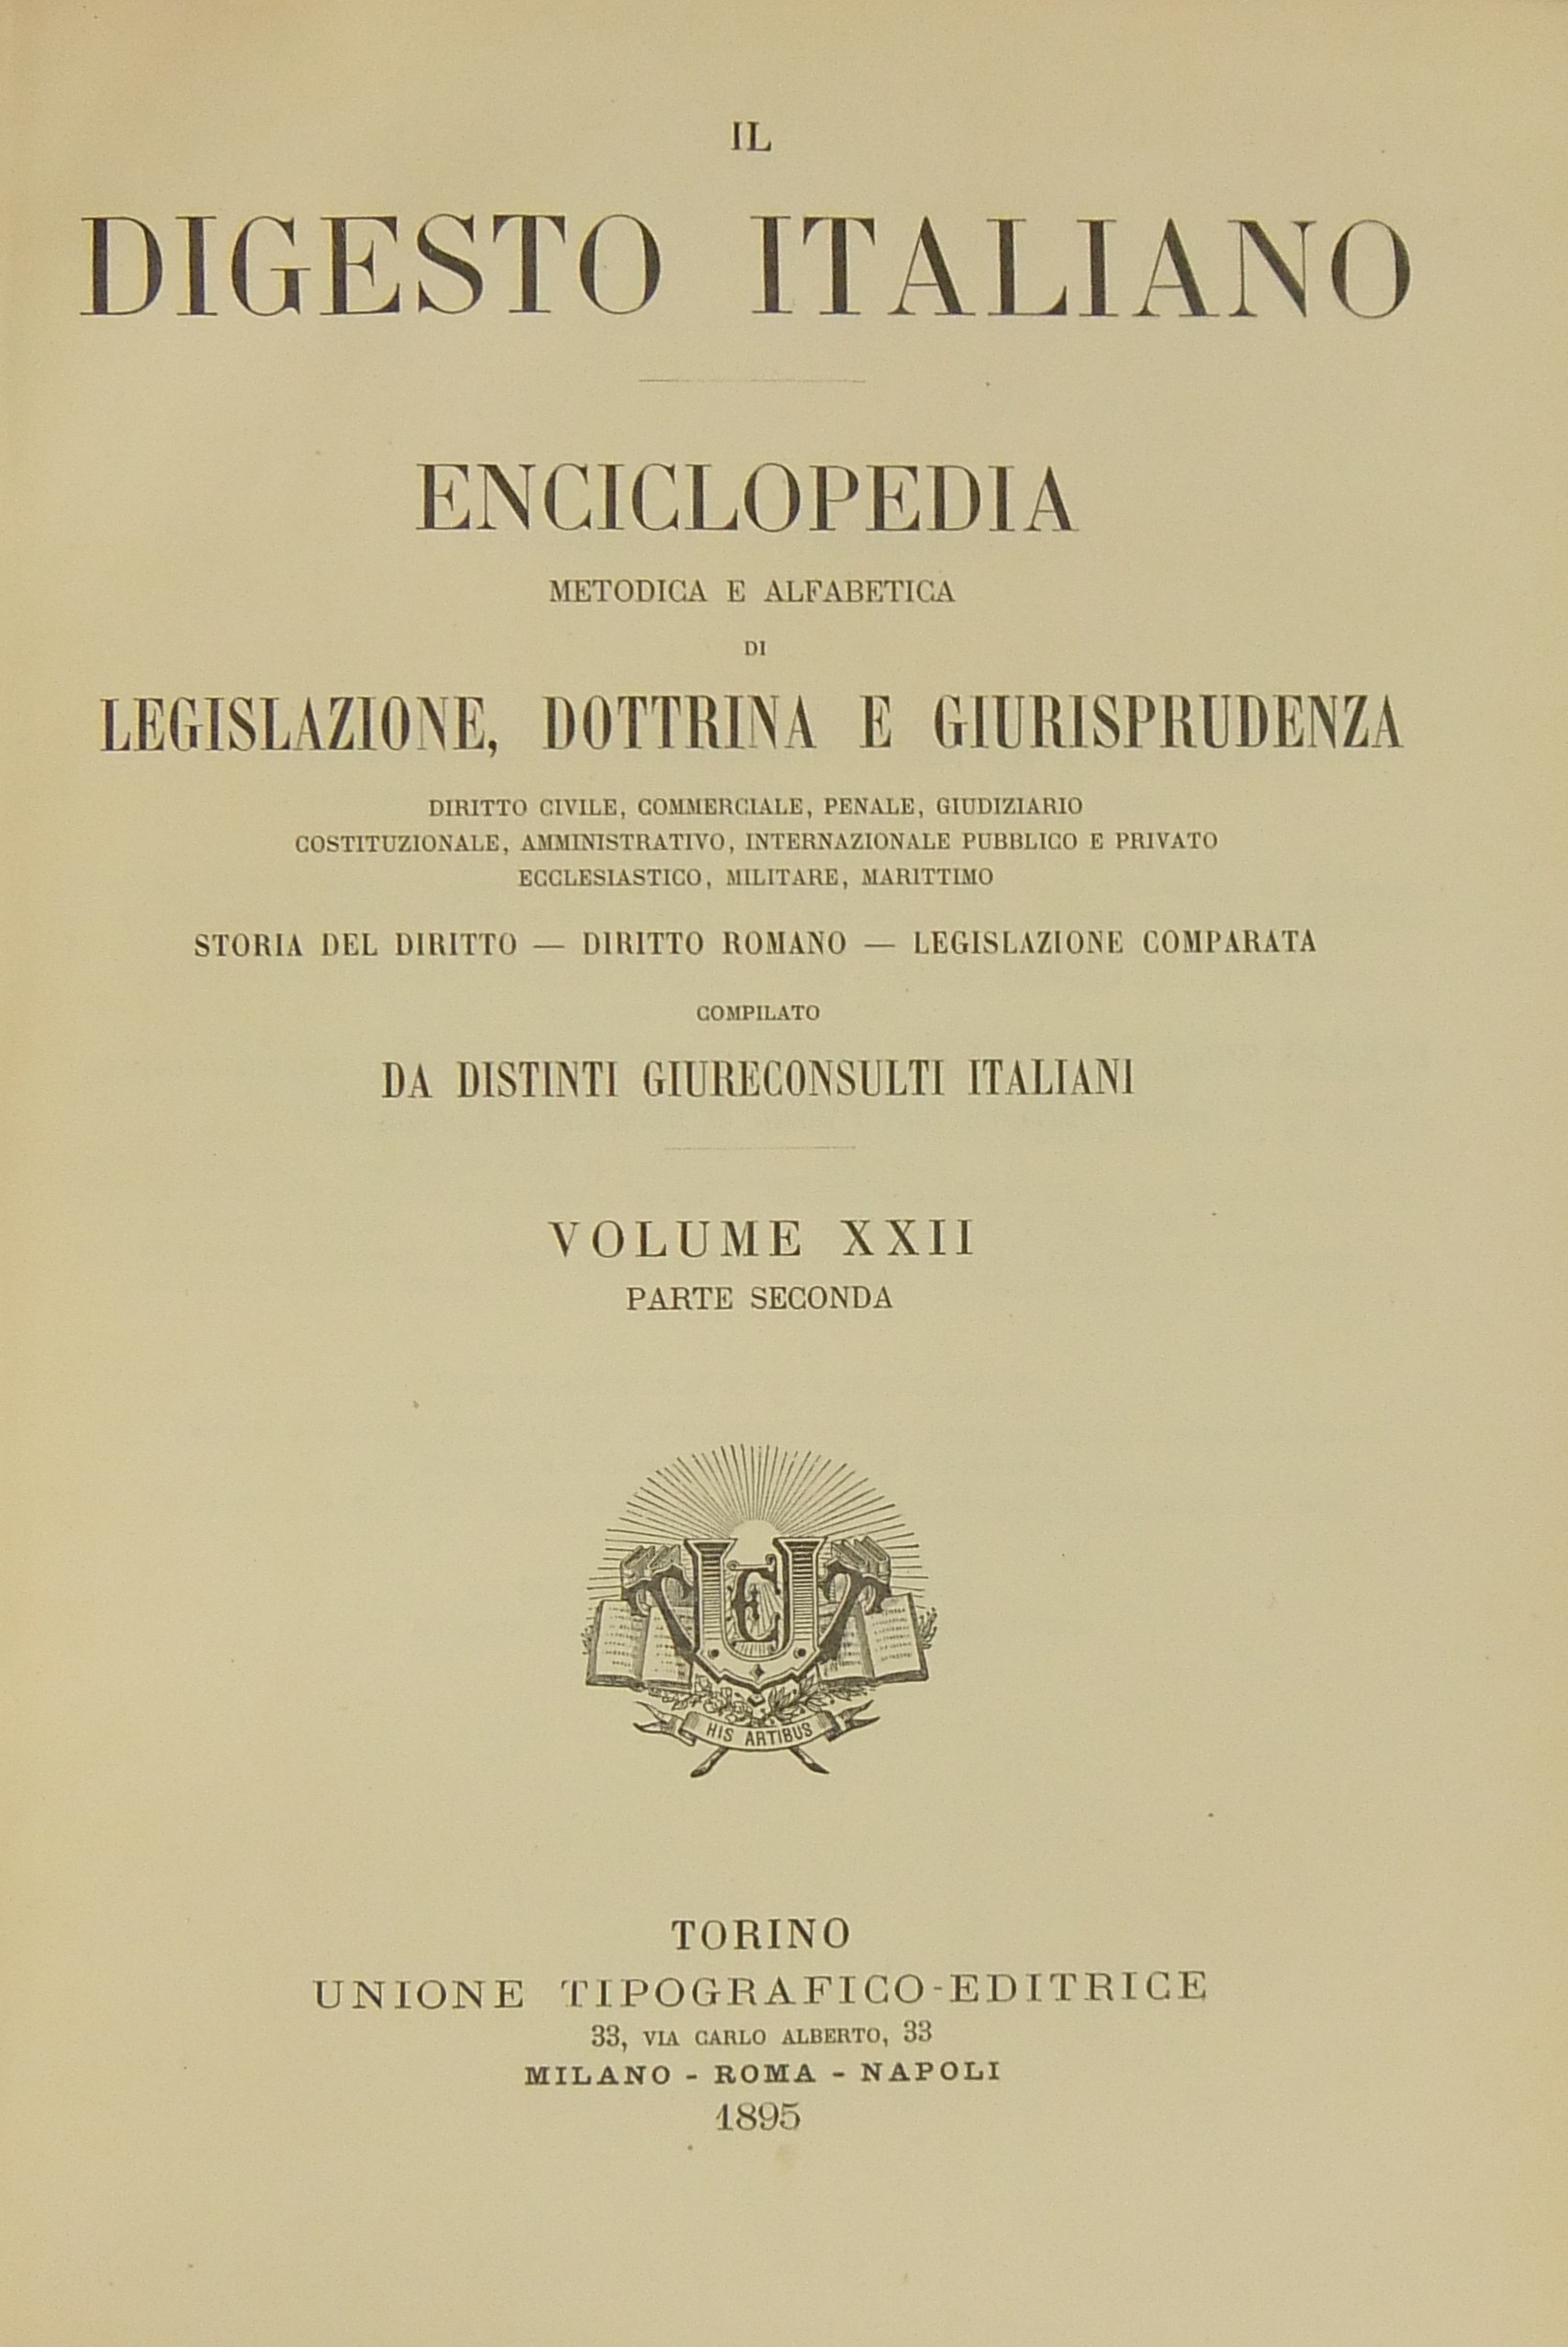 IL
DIGESTO ITALIANO
ENCICLOPEDIA
METODICA E ALFABETICA
DI
LEGISLAZIONE, DOTTRINA E GIURISPRUDENZA
DIRITTO CIVILE, COMMERCIALE, PENALE, GIUDIZIARIO
COSTITUZIONALE, AMMINISTRATIVO, INTERNAZIONALE PUBBLICO E PRIVATO
ECCLESIASTICO, MILITARE, MARITTIMO
STORIA DEL DIRITTO — DIRITTO ROMANO — LEGISLAZIONE COMPARATA
COMPILATO
DA DISTINTI GIURECONSULTI ITALIANI
VOLUME XXII
PARTE SECONDA
UTET
HIS ARTIBUS
TORINO
UNIONE TIPOGRAFICO-EDITRICE
33, VIA CARLO ALBERTO, 33
MILANO - ROMA - NAPOLI
1895